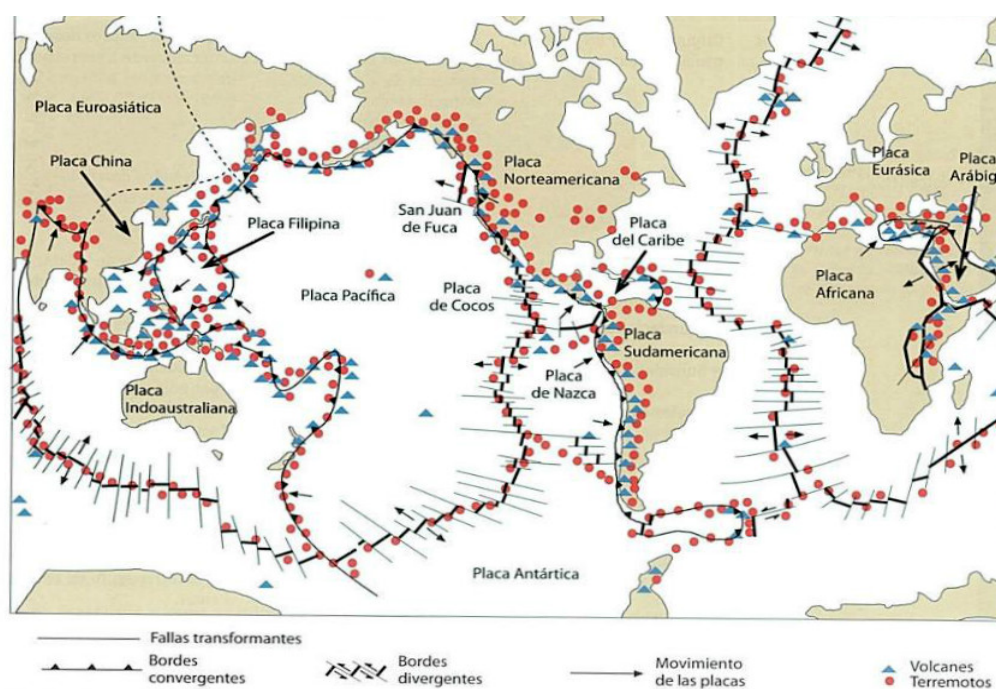 Placa Euroasiática
Placa China
Placa Filipina
San Juan
de Fuca
Placa
Norteamericana
Placa
del Caribe
Placa
Eurásica
Placa
Arábiga
Placa Pacífica
Placa
de Cocos
Placa
Africana
Placa
Sudamericana
Placa
de Nazca
Placa
Indoaustraliana
Placa Antártica
Fallas transformantes
Bordes
convergentes
Bordes
divergentes
Movimiento
de las placas
Volcanes
Terremotos